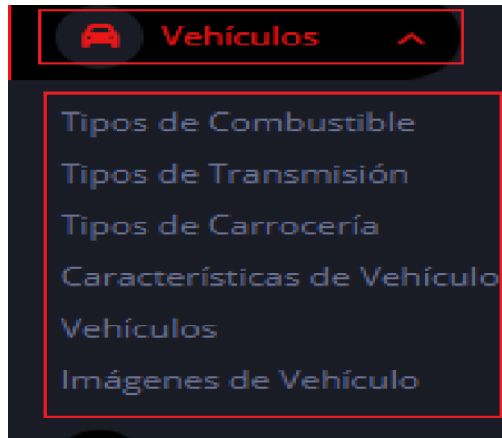 Vehículos
Tipos de Combustible
Tipos de Transmisión
Tipos de Carrocería
Características de Vehículo
Vehículos
Imágenes de Vehículo